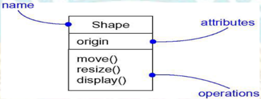 name
Shape
attributes
origin
move()
resize()
display()
operations